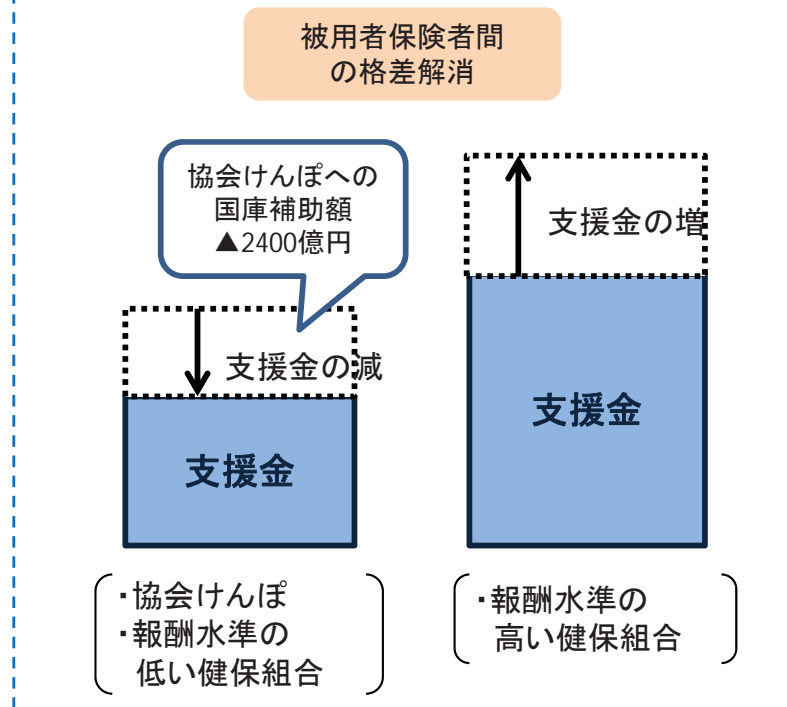 被用者保険者間
の格差解消
協会けんぽへの
国庫補助額
▲2400億円
支援金の減
支援金
・協会けんぽ
・報酬水準の
低い健保組合
支援金の増
支援金
・報酬水準の
高い健保組合